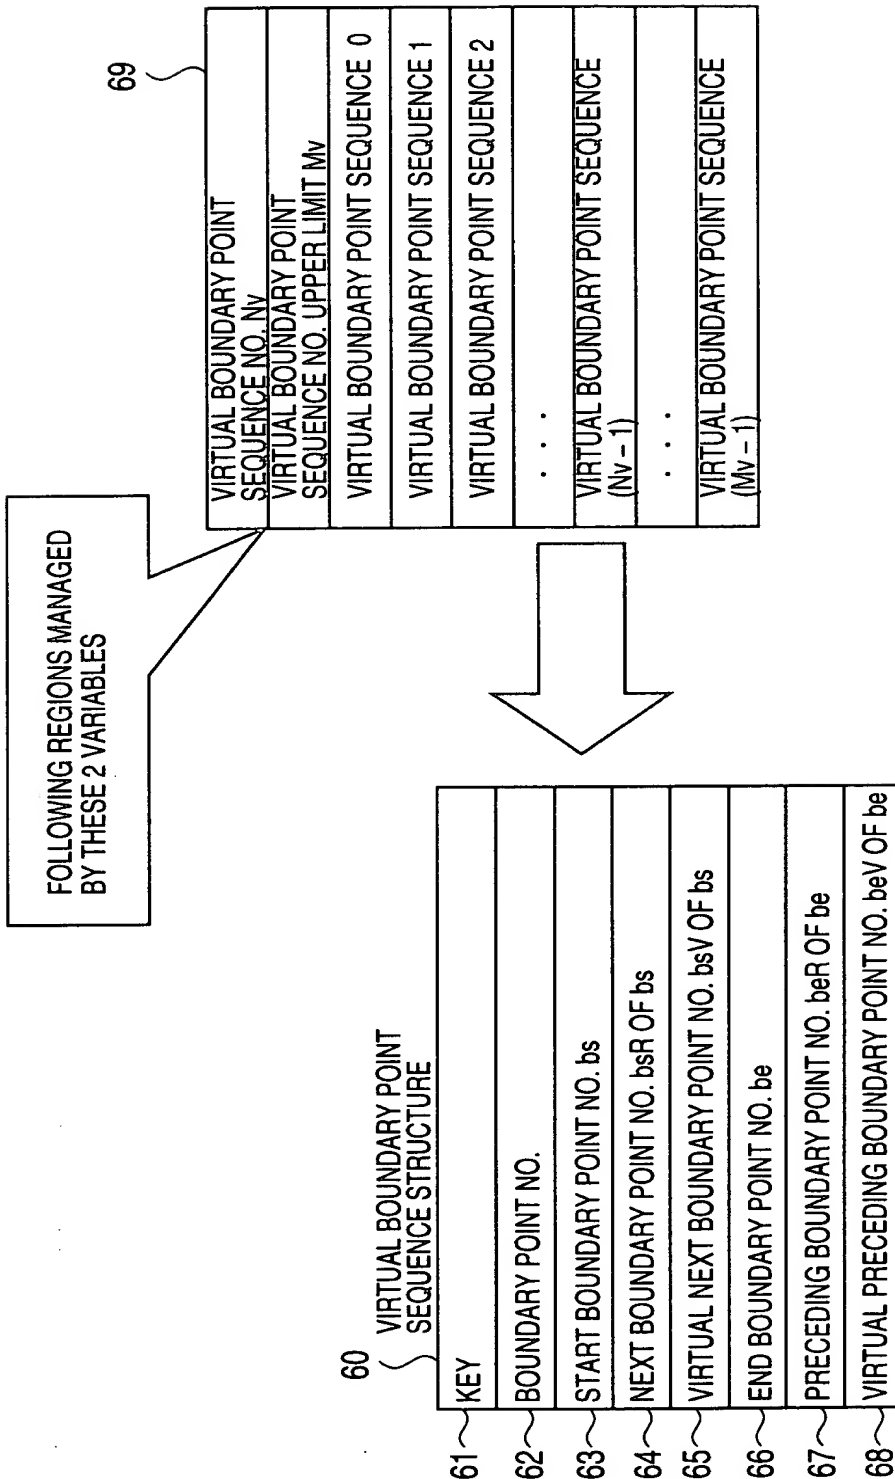 FOLLOWING REGIONS MANAGED
BY THESE 2 VARIABLES
60
VIRTUAL BOUNDARY POINT
SEQUENCE STRUCTURE
61 KEY
62 BOUNDARY POINT NO.
63 START BOUNDARY POINT NO. bs
64 NEXT BOUNDARY POINT NO. bsR OF bs
65 VIRTUAL NEXT BOUNDARY POINT NO. bsV OF bs
66 END BOUNDARY POINT NO. be
67 PRECEDING BOUNDARY POINT NO. beR OF be
68 VIRTUAL PRECEDING BOUNDARY POINT NO. beV OF be
69
VIRTUAL BOUNDARY POINT
SEQUENCE NO. Nv
VIRTUAL BOUNDARY POINT
SEQUENCE NO. UPPER LIMIT Mv
VIRTUAL BOUNDARY POINT SEQUENCE 0
VIRTUAL BOUNDARY POINT SEQUENCE 1
VIRTUAL BOUNDARY POINT SEQUENCE 2
. . .
VIRTUAL BOUNDARY POINT SEQUENCE
(Nv – 1)
. . .
VIRTUAL BOUNDARY POINT SEQUENCE
(Mv – 1)